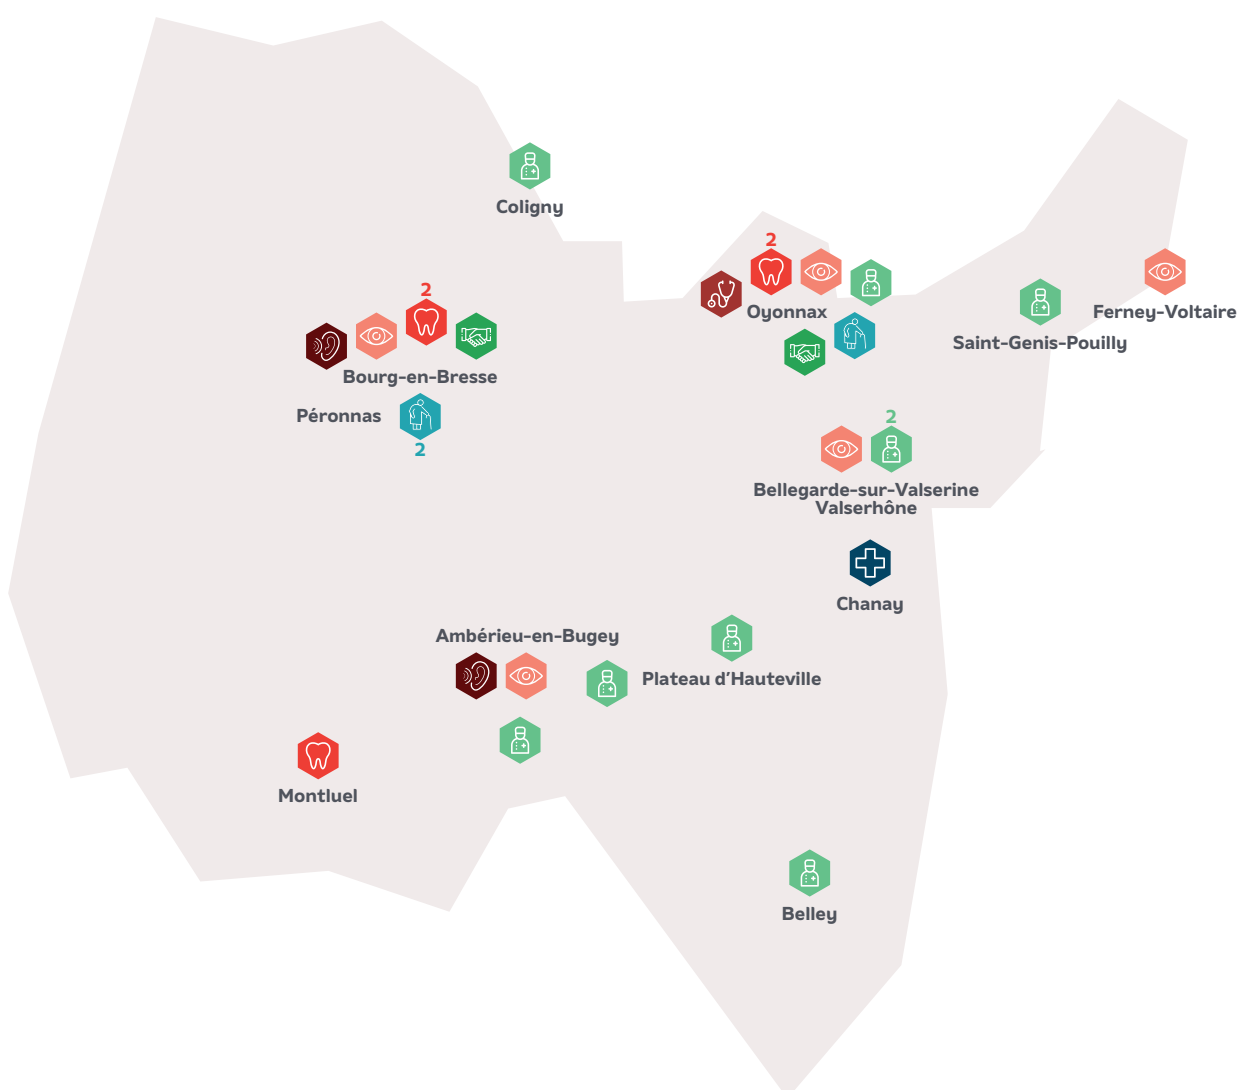 Coligny
2
Oyonnax
Ferney-Voltaire
Saint-Genis-Pouilly
2
Bourg-en-Bresse
Péronnas
2
2
Bellegarde-sur-Valserine
Valserhône
Chanay
Ambérieu-en-Bugey
Plateau d'Hauteville
Montluel
Belley